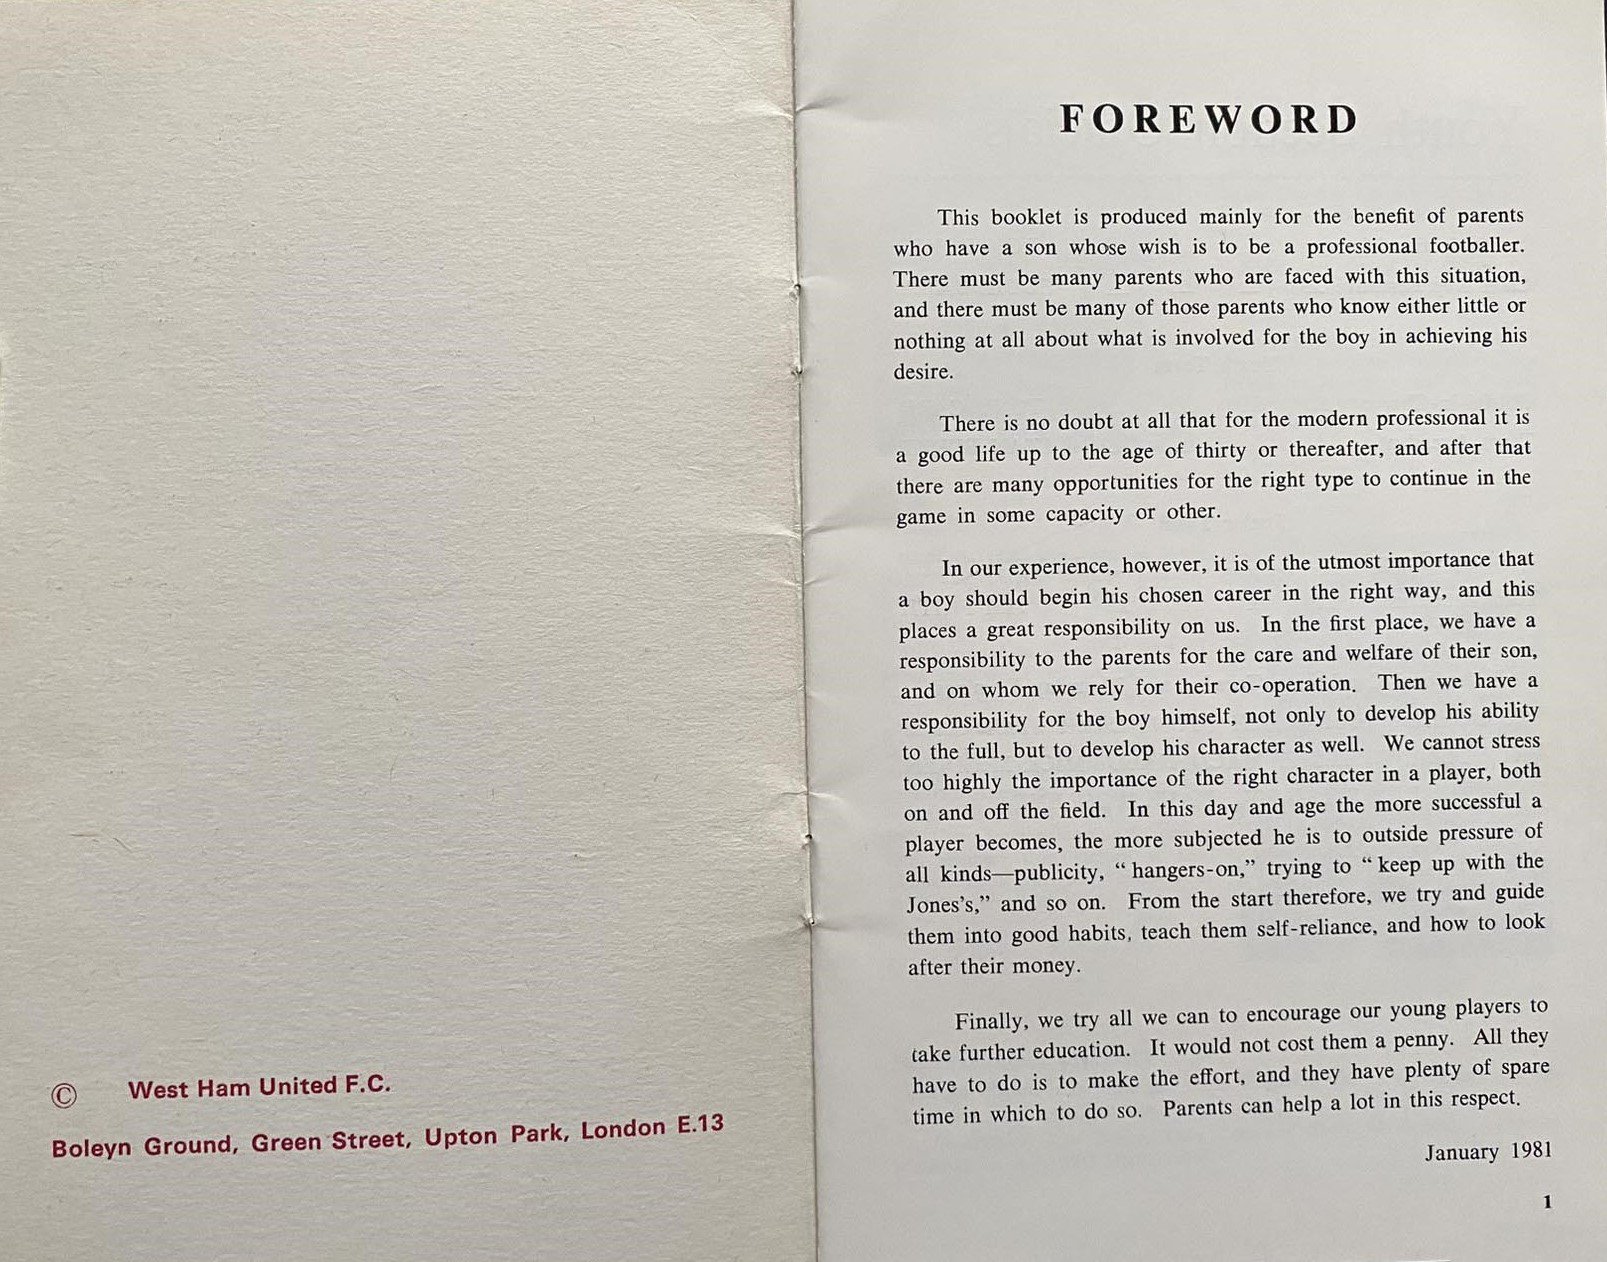 © West Ham United F.C.
Boleyn Ground, Green Street, Upton Park, London E.13
FOREWORD
This booklet is produced mainly for the benefit of parents
who have a son whose wish is to be a professional footballer.
There must be many parents who are faced with this situation,
and there must be many of those parents who know either little or
nothing at all about what is involved for the boy in achieving his
desire.
There is no doubt at all that for the modern professional it is
a good life up to the age of thirty or thereafter, and after that
there are many opportunities for the right type to continue in the
game in some capacity or other.
In our experience, however, it is of the utmost importance that
a boy should begin his chosen career in the right way, and this
places a great responsibility on us. In the first place, we have a
responsibility to the parents for the care and welfare of their son,
and on whom we rely for their co-operation. Then we have a
responsibility for the boy himself, not only to develop his ability
to the full, but to develop his character as well. We cannot stress
too highly the importance of the right character in a player, both
on and off the field. In this day and age the more successful a
player becomes, the more subjected he is to outside pressure of
all kinds—publicity, “hangers-on,” trying to “keep up with the
Jones's,” and so on. From the start therefore, we try and guide
them into good habits, teach them self-reliance, and how to look
after their money.
Finally, we try all we can to encourage our young players to
take further education. It would not cost them a penny. All they
have to do is to make the effort, and they have plenty of spare
time in which to do so. Parents can help a lot in this respect.
January 1981
1